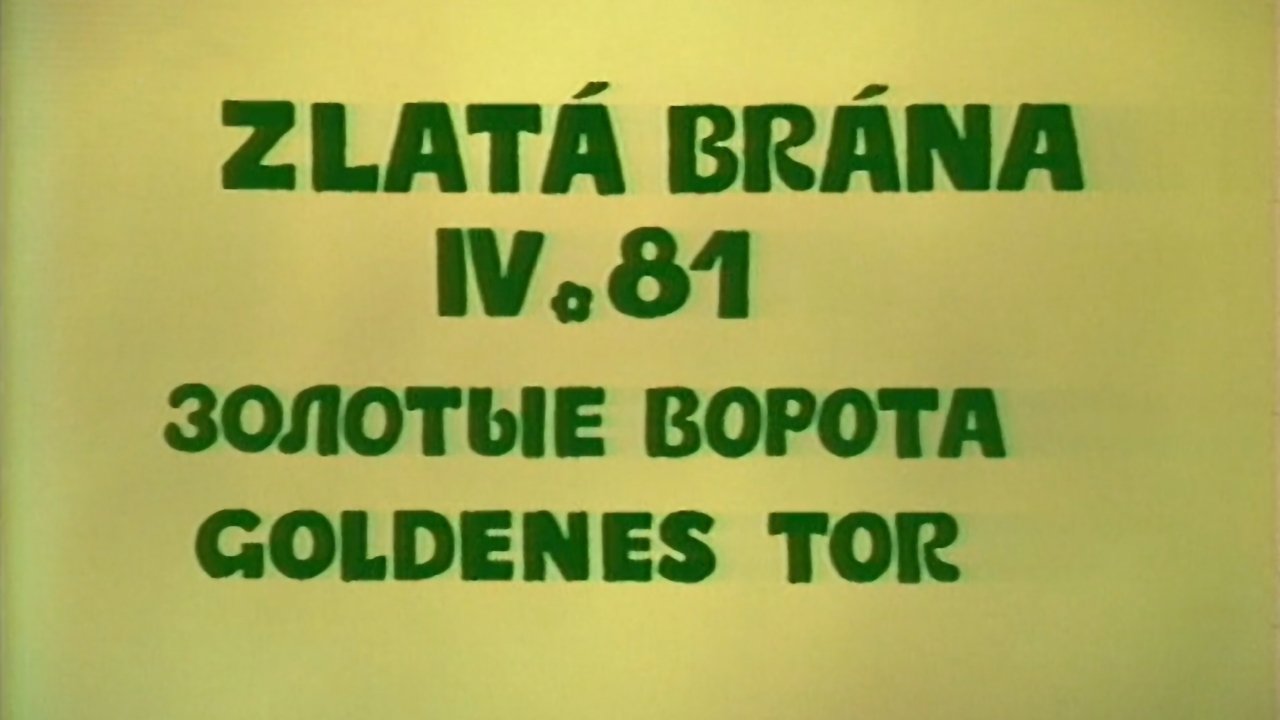 ZLATÁ BRÁNA
IV.81
ЗОЛОТЫЕ ВОРОТА
GOLDENES TOR